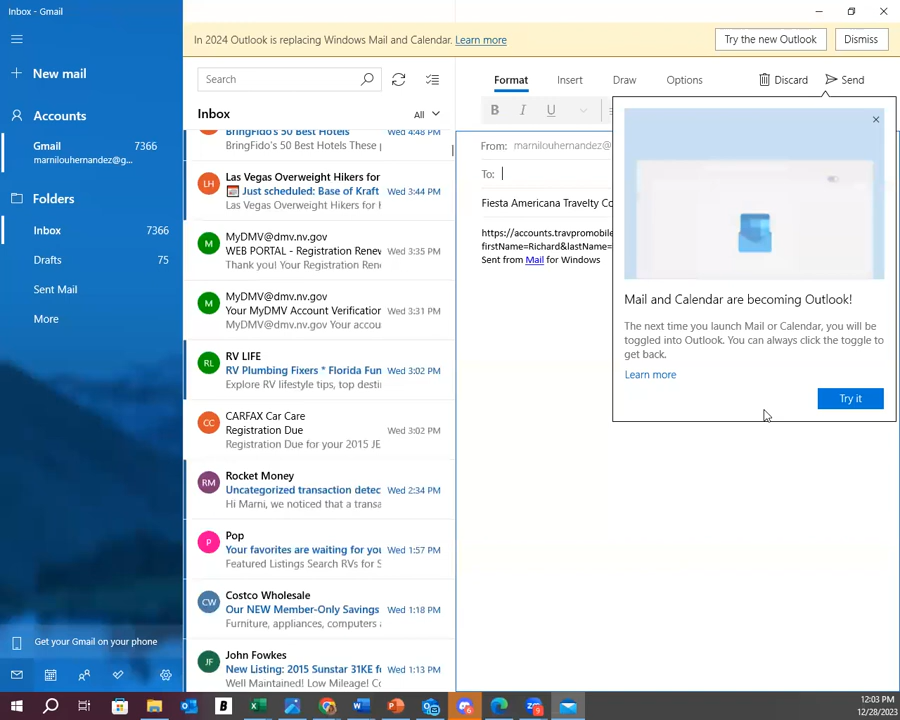 Inbox - Gmail
In 2024 Outlook is replacing Windows Mail and Calendar. Learn more
Try the new Outlook
Dismiss
New mail
Accounts
Gmail 7366
marnilouhernandez@g...
Folders
Inbox 7366
Drafts 75
Sent Mail
More
Get your Gmail on your phone
Search
Inbox
All
BringFido's 50 Best Hotels Wed 4:48 PM
BringFido's 50 Best Hotels These
LH
Las Vegas Overweight Hikers for
Just scheduled: Base of Kraft Wed 3:44 PM
Las Vegas Overweight Hikers for
M
MyDMV@dmv.nv.gov
WEB PORTAL - Registration Renew Wed 3:35 PM
Thank you! Your Registration
M
MyDMV@dmv.nv.gov
Your MyDMV Account Verification Wed 3:31 PM
MyDMV@dmv.nv.gov Your accou
RL
RV LIFE
RV Plumbing Fixers * Florida Fun Wed 3:02 PM
Explore RV lifestyle tips, top desti
CC
CARFAX Car Care
Registration Due Wed 3:02 PM
Registration Due for your 2015 JE
RM
Rocket Money
Uncategorized transaction detec Wed 2:34 PM
Hi Marni, we noticed that a transa
P
Pop
Your favorites are waiting for you Wed 1:57 PM
Featured Listings Search RVs for S
CW
Costco Wholesale
Our NEW Member-Only Savings Wed 1:18 PM
Furniture, appliances, computers
JF
John Fowkes
New Listing: 2015 Sunstar 31KE f Wed 1:13 PM
Well Maintained! Low Mileage! Co
Format Insert Draw Options Discard Send
B I U
From: marnilouhernandez@
To:
Fiesta Americana Travelty Co
https://accounts.travpromobile
firstName=Richard&lastName=
Sent from Mail for Windows
Mail and Calendar are becoming Outlook!
The next time you launch Mail or Calendar, you will be
toggled into Outlook. You can always click the toggle to
get back.
Learn more
Try it
12:03 PM
12/28/2023